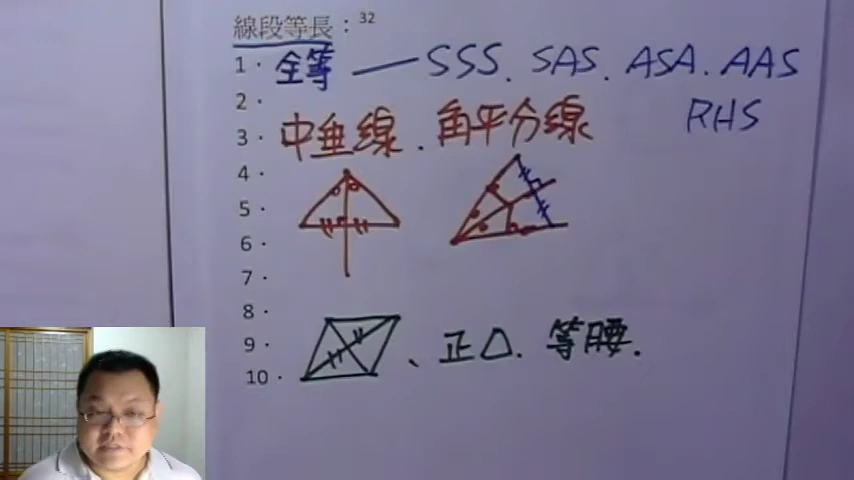 線段等長：32
1. 全等 — SSS. SAS. ASA. AAS
2. RHS
3. 中垂線. 角平分線
4.
5.
6.
7.
8.
9. 、正△. 等腰.
10.